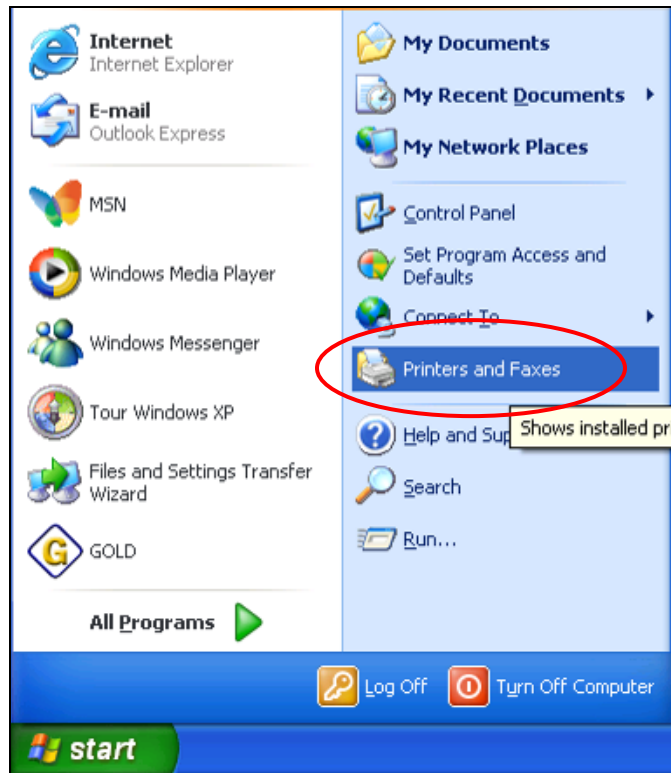 Internet
Internet Explorer
E-mail
Outlook Express
MSN
Windows Media Player
Windows Messenger
Tour Windows XP
Files and Settings Transfer
Wizard
G
GOLD
All Programs
My Documents
My Recent Documents
My Network Places
Control Panel
Set Program Access and
Defaults
Connect To
Printers and Faxes
Shows installed pr
Help and Sup
Search
Run...
Log Off
Turn Off Computer
start